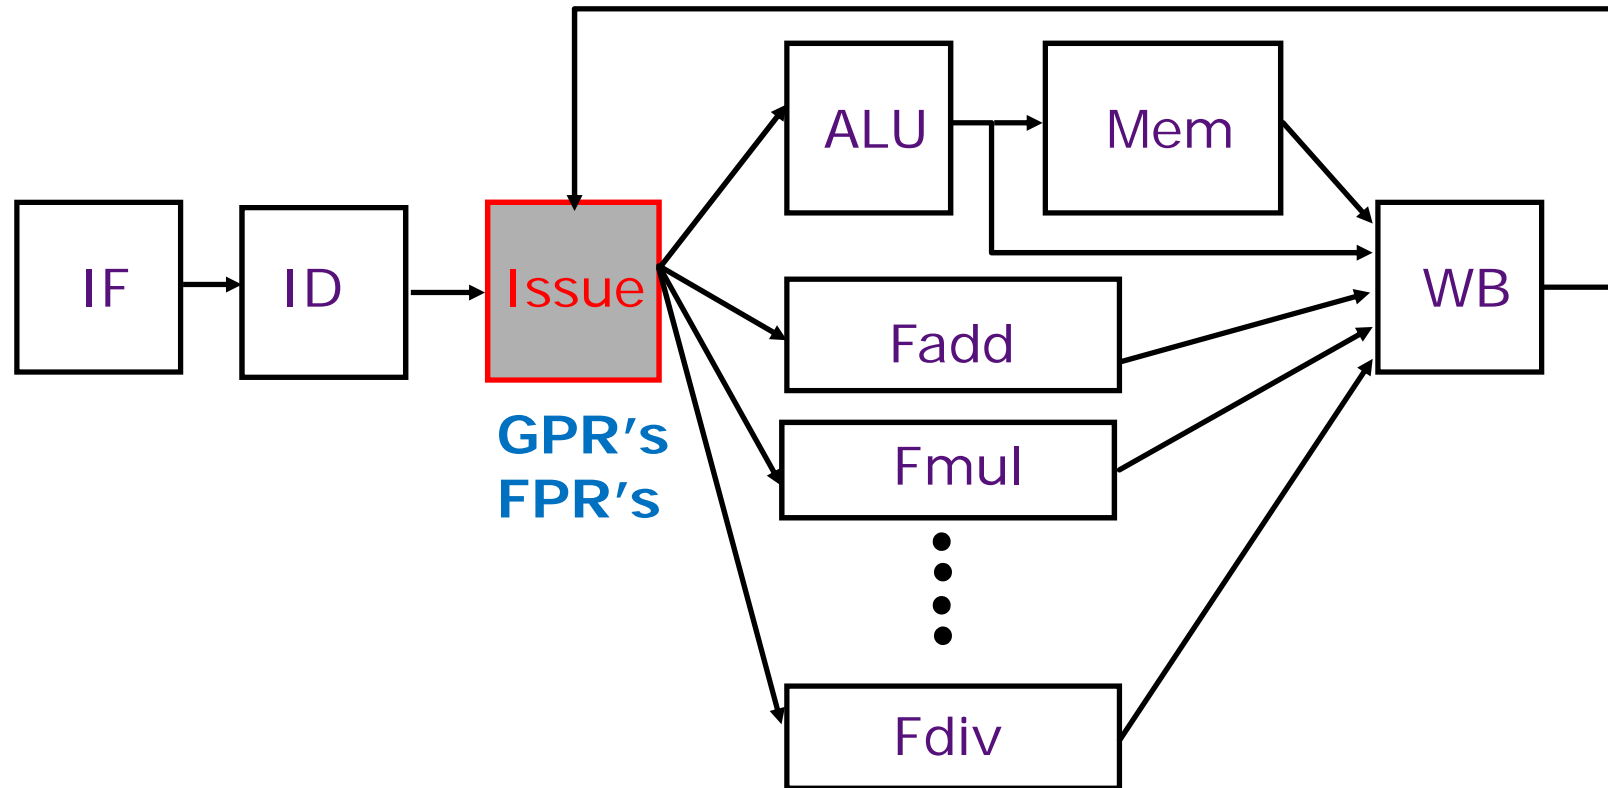 IF
ID
Issue
GPR's
FPR's
ALU
Mem
Fadd
Fmul
Fdiv
WB